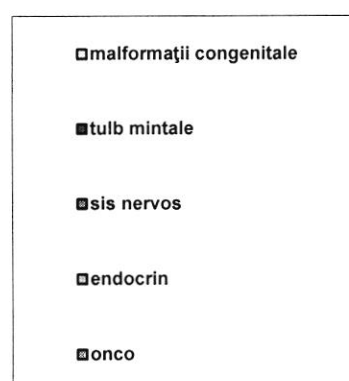 malformaţii congenitale
tulb mintale
sis nervos
endocrin
onco